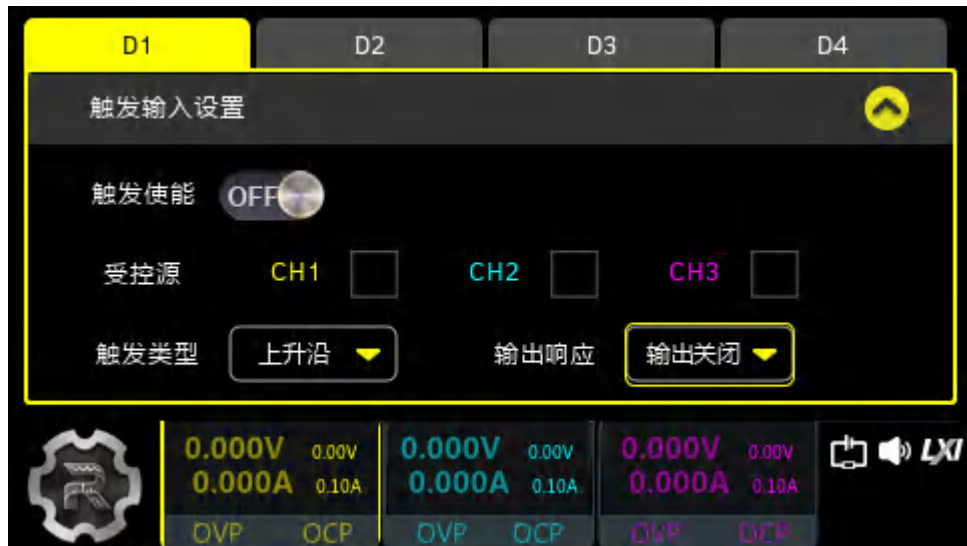 D1 D2 D3 D4
触发输入设置
触发使能 OFF
受控源 CH1 CH2 CH3
触发类型 上升沿 输出响应 输出关闭
0.000V 0.00V 0.000V 0.00V 0.000V 0.00V LXI
0.000A 0.10A 0.000A 0.10A 0.000A 0.10A
OVP OCP OVP OCP OVP OCP